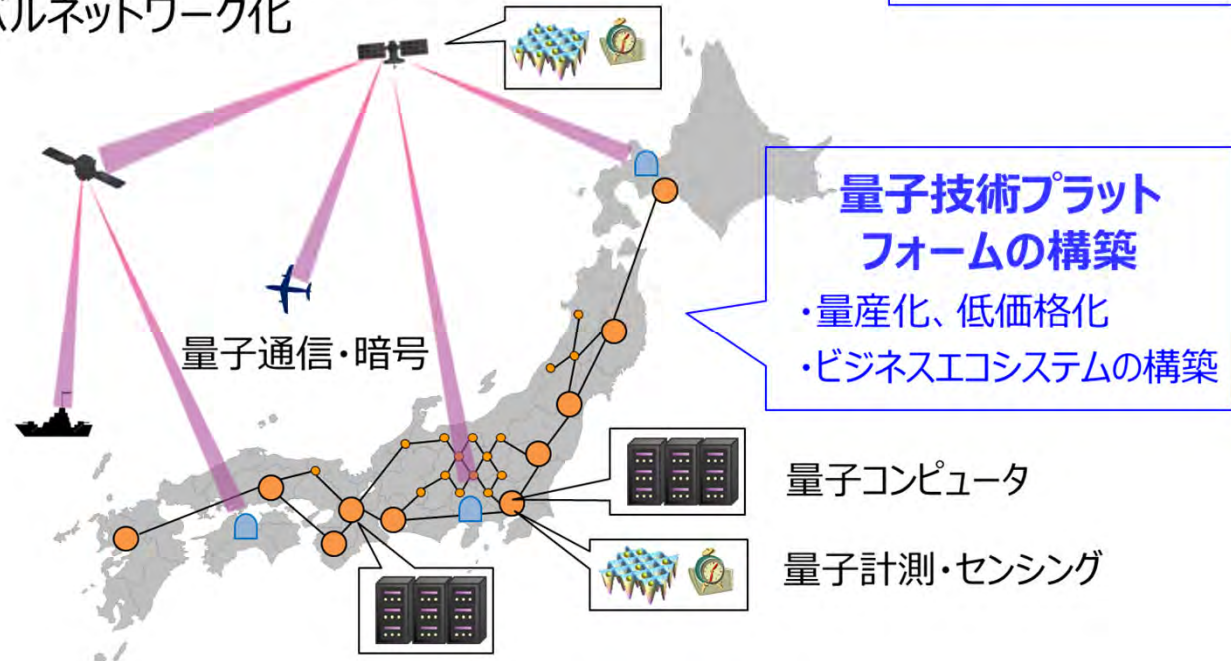 バルネットワーク化
量子技術プラット
フォームの構築
・量産化、低価格化
・ビジネスエコシステムの構築
量子通信・暗号
量子コンピュータ
量子計測・センシング